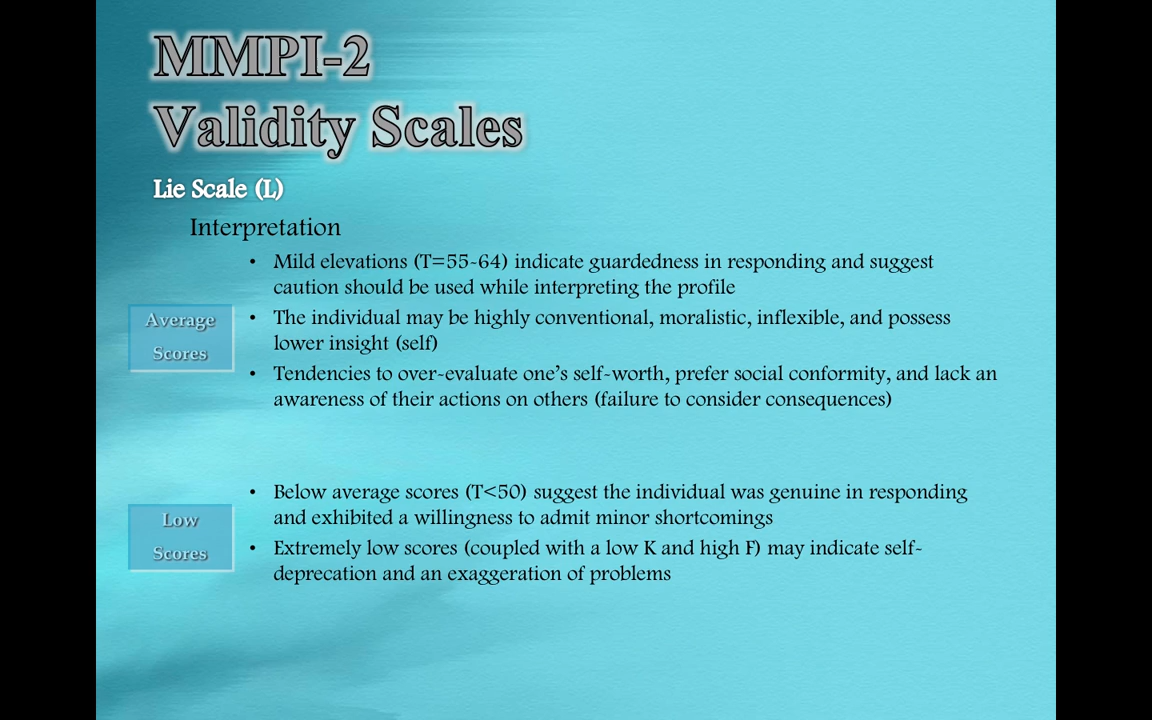 MMPI-2
Validity Scales
Lie Scale (L)
Interpretation
• Mild elevations (T=55-64) indicate guardedness in responding and suggest
caution should be used while interpreting the profile
Average
Scores
• The individual may be highly conventional, moralistic, inflexible, and possess
lower insight (self)
• Tendencies to over-evaluate one's self-worth, prefer social conformity, and lack an
awareness of their actions on others (failure to consider consequences)
Low
Scores
• Below average scores (T<50) suggest the individual was genuine in responding
and exhibited a willingness to admit minor shortcomings
• Extremely low scores (coupled with a low K and high F) may indicate self-
deprecation and an exaggeration of problems